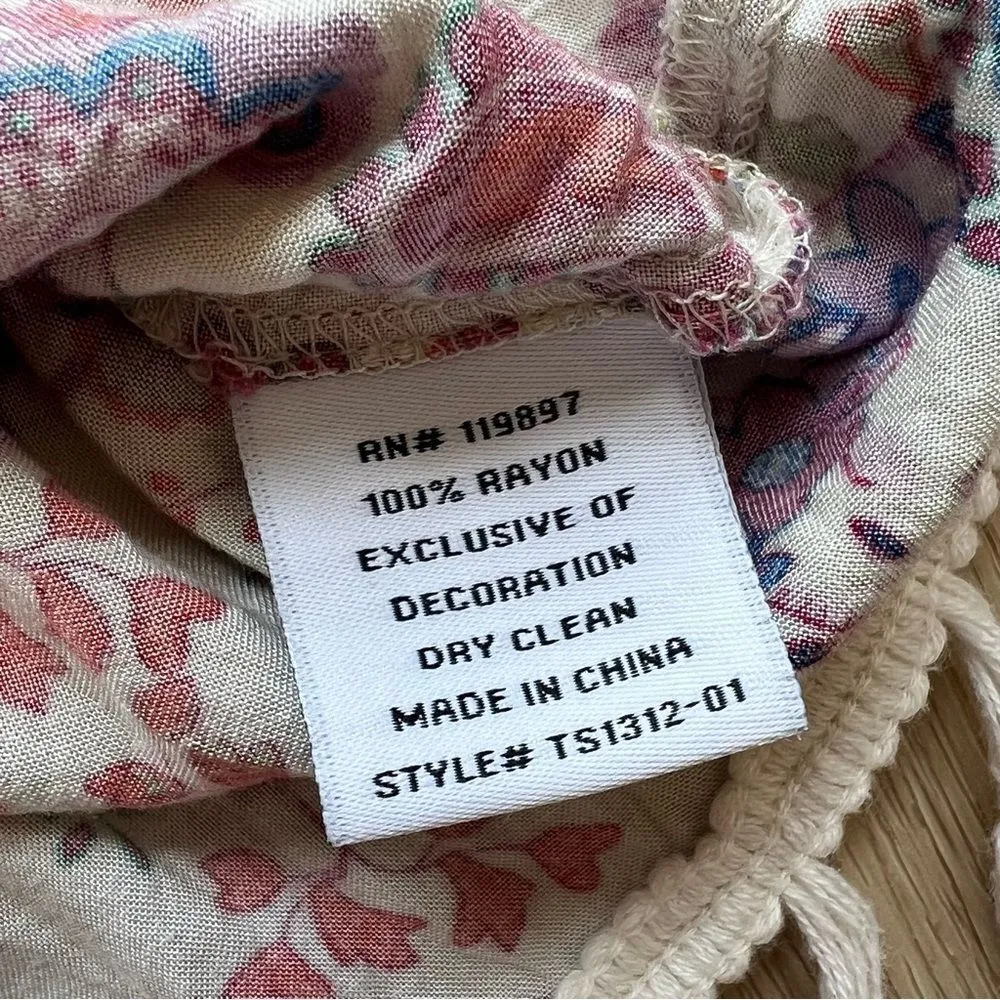 RN# 119897
100% RAYON
EXCLUSIVE OF
DECORATION
DRY CLEAN
MADE IN CHINA
STYLE# TS1312-01